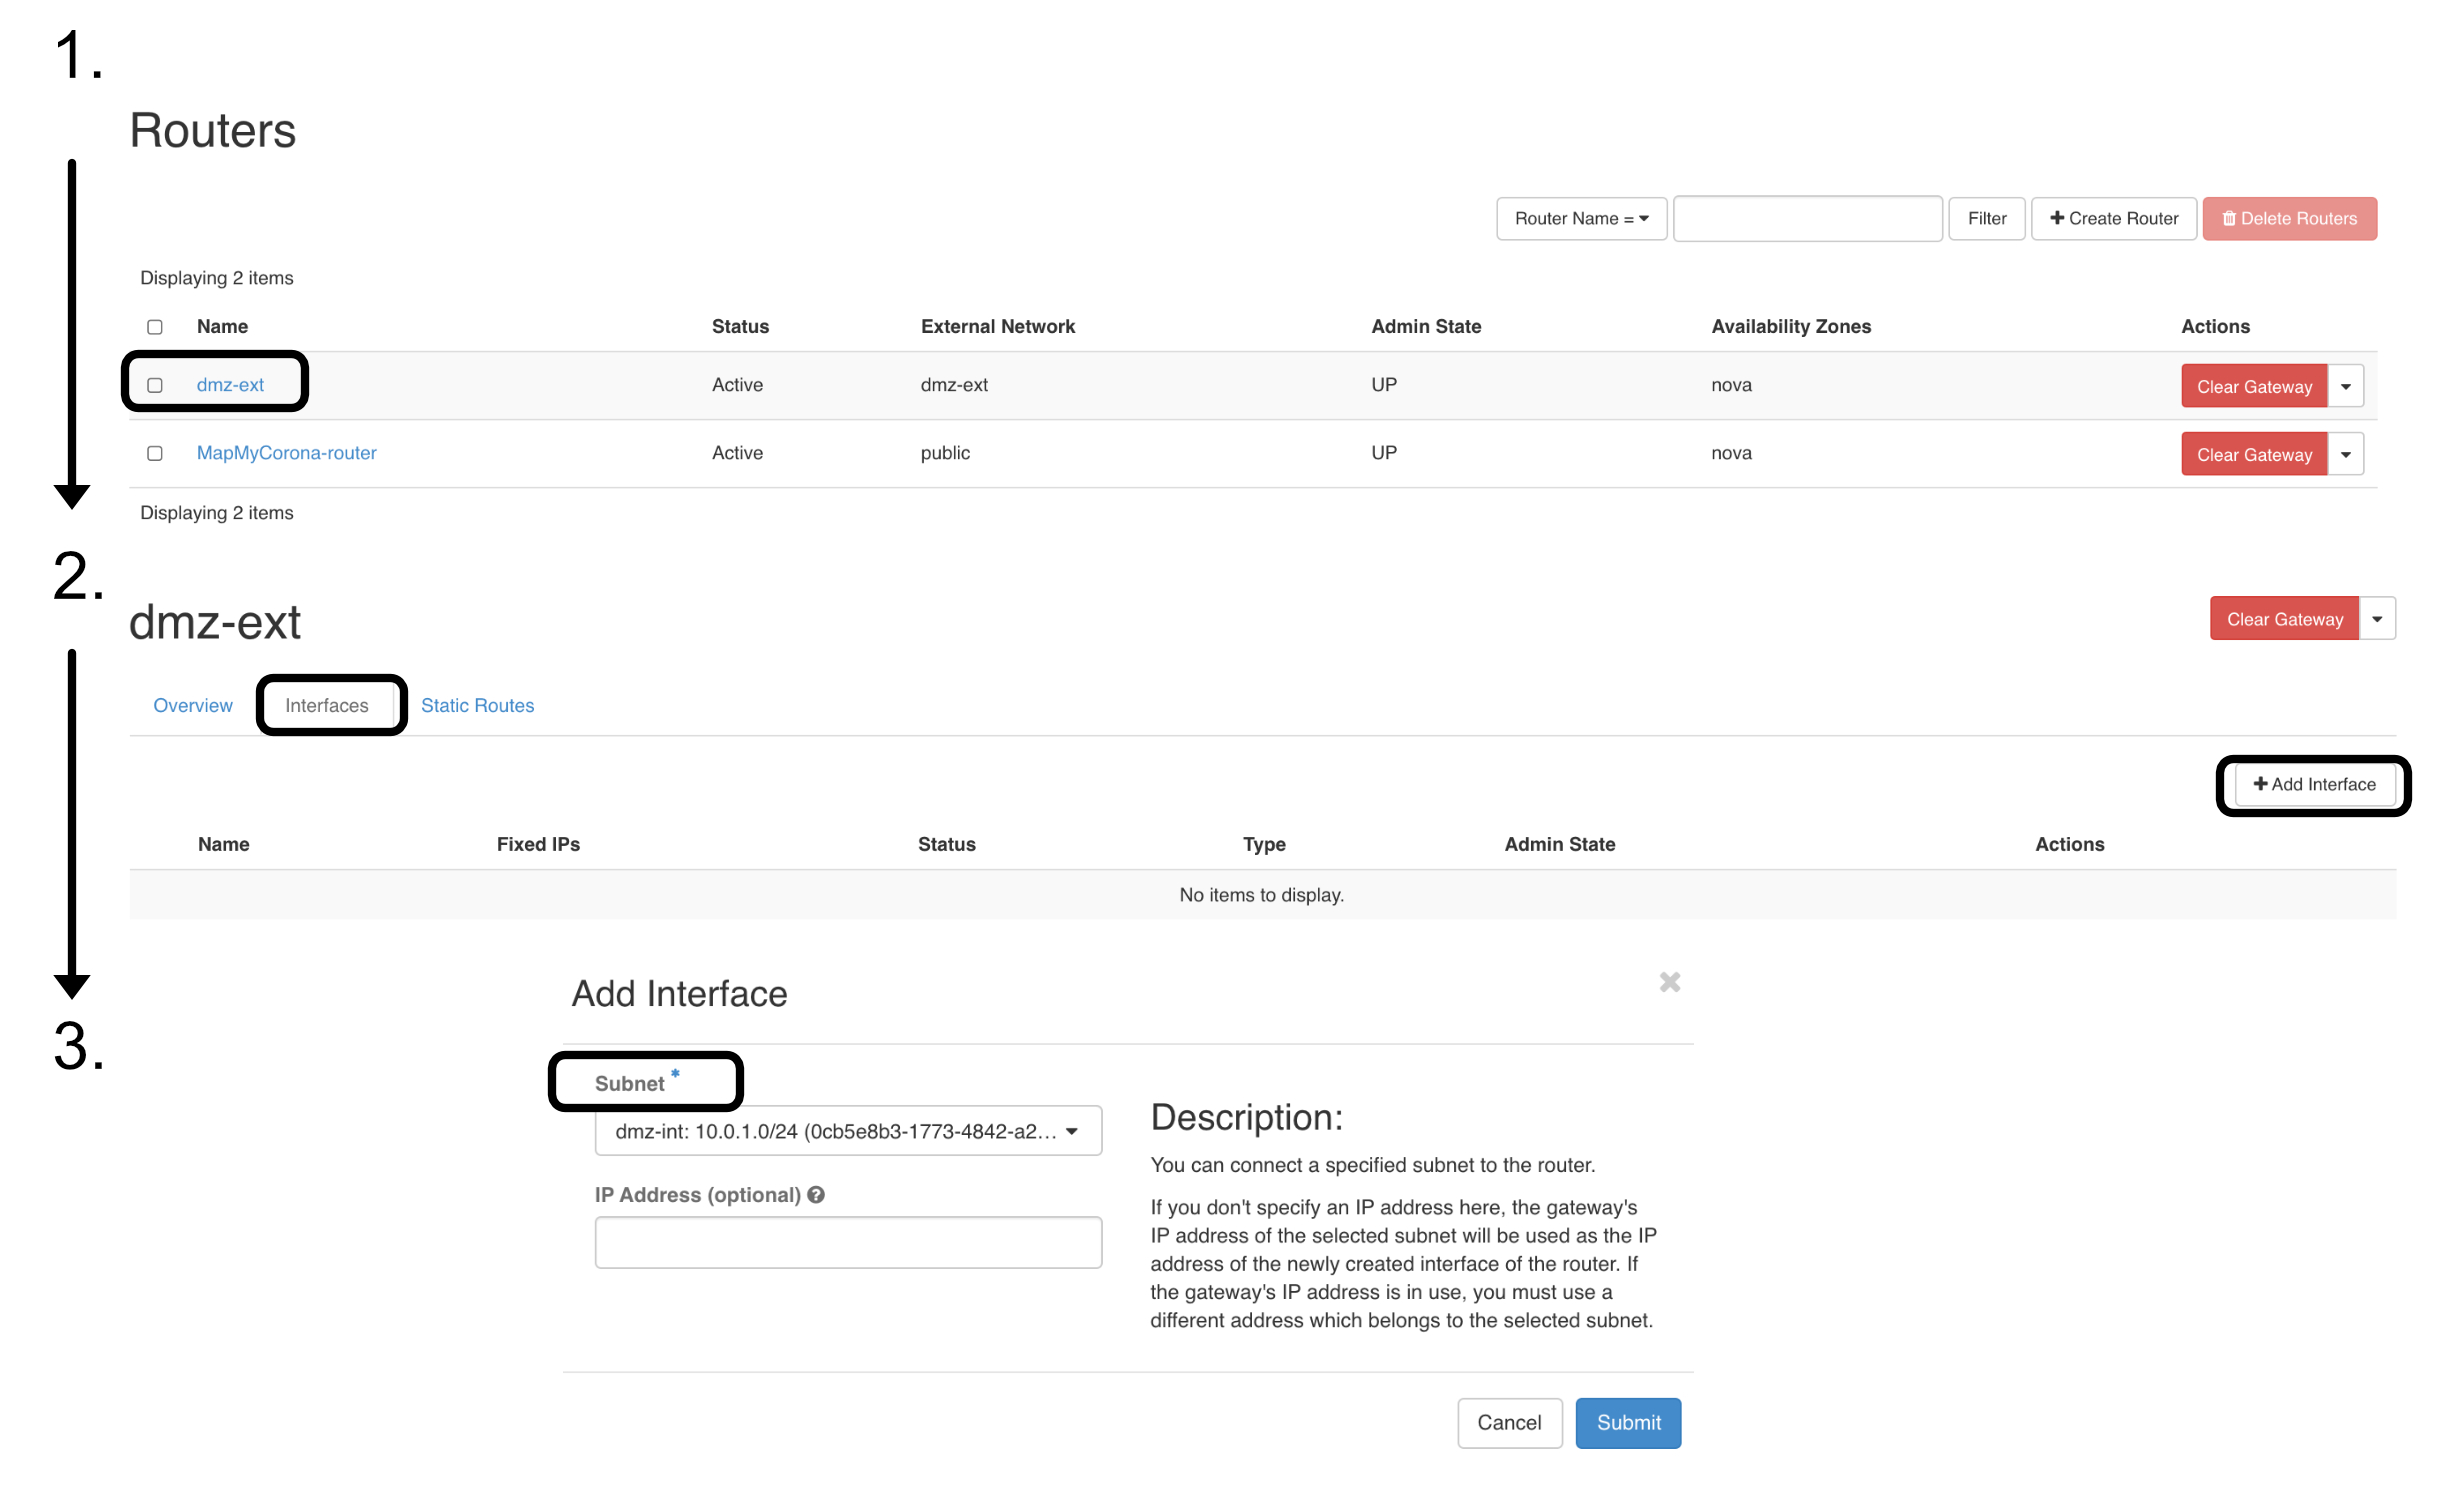 1.
Routers
Router Name = Filter Create Router Delete Routers
Displaying 2 items
Name Status External Network Admin State Availability Zones Actions
dmz-ext Active dmz-ext UP nova Clear Gateway
MapMyCorona-router Active public UP nova Clear Gateway
Displaying 2 items
2.
dmz-ext Clear Gateway
Overview Interfaces Static Routes
Add Interface
Name Fixed IPs Status Type Admin State Actions
No items to display.
3.
Add Interface
Subnet *
dmz-int: 10.0.1.0/24 (0cb5e8b3-1773-4842-a2...
IP Address (optional)
Description:
You can connect a specified subnet to the router.
If you don't specify an IP address here, the gateway's
IP address of the selected subnet will be used as the IP
address of the newly created interface of the router. If
the gateway's IP address is in use, you must use a
different address which belongs to the selected subnet.
Cancel Submit